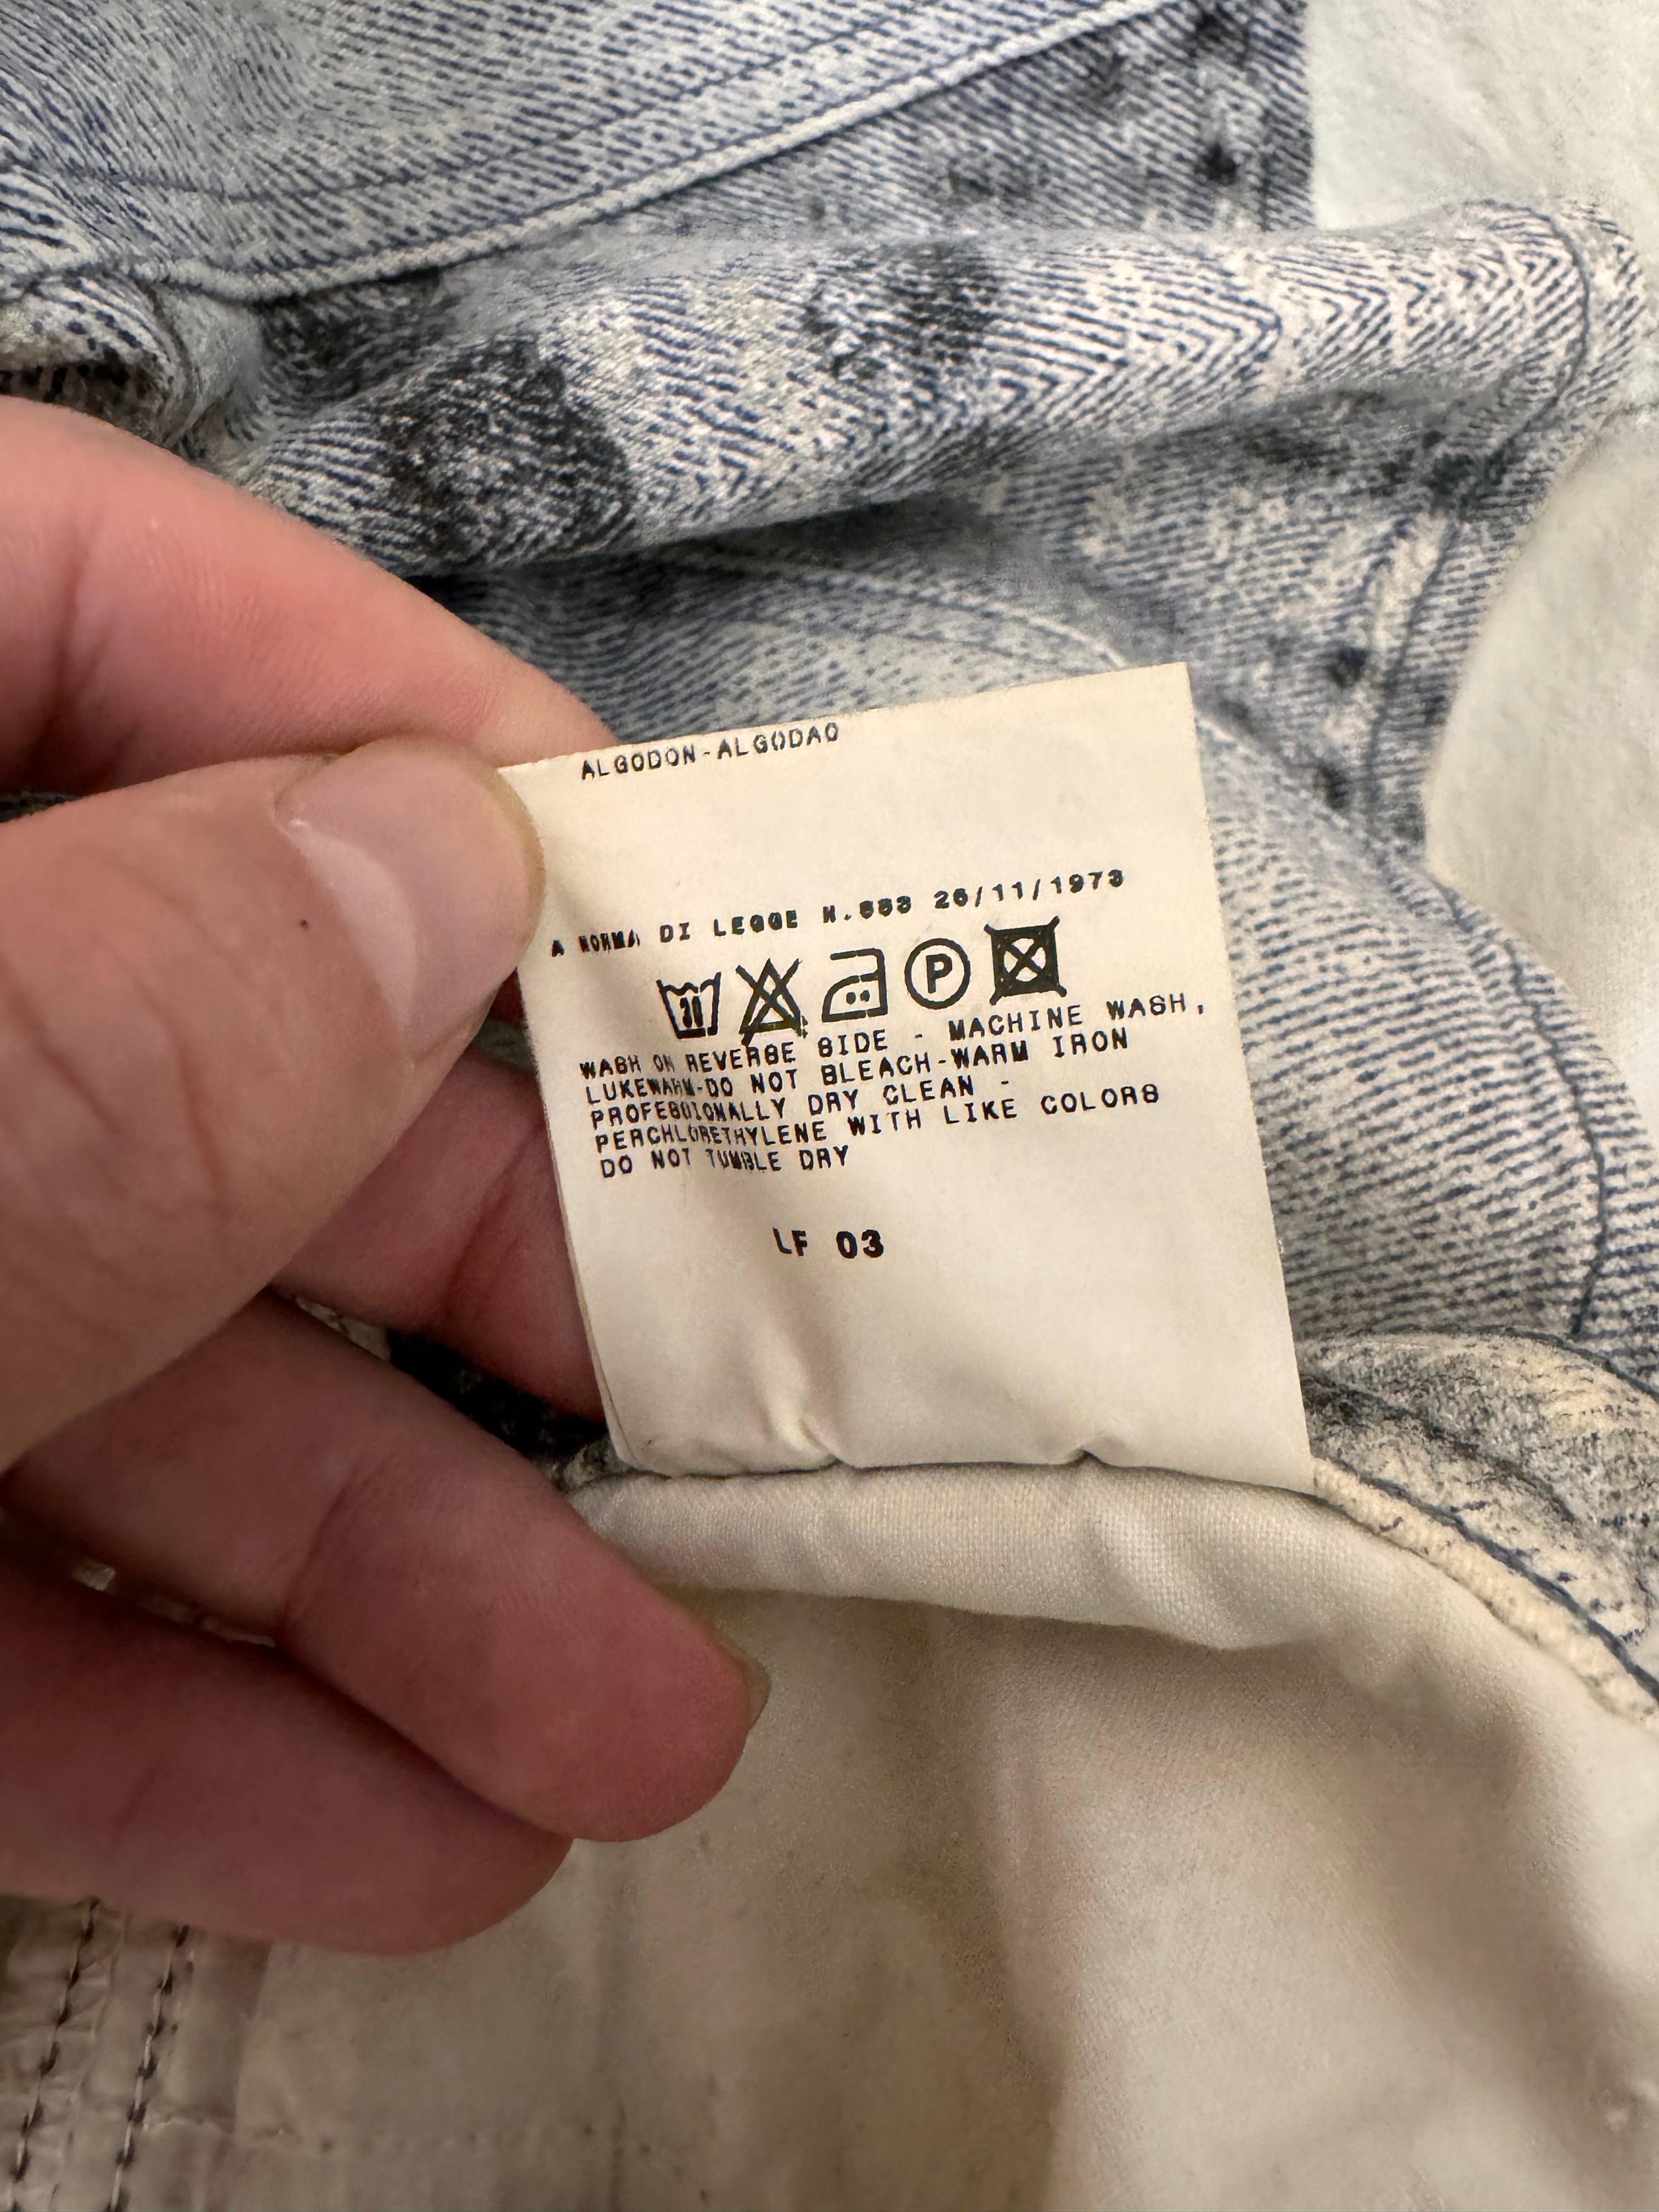 ALGODON-ALGODAO
A NORMA DI LEGGE N.883 26/11/1973
P
WASH ON REVERSE SIDE - MACHINE WASH,
LUKEWARM-DO NOT BLEACH-WARM IRON
PROFESSIONALLY DRY CLEAN -
PERCHLORETHYLENE WITH LIKE COLORS
DO NOT TUMBLE DRY
LF 03